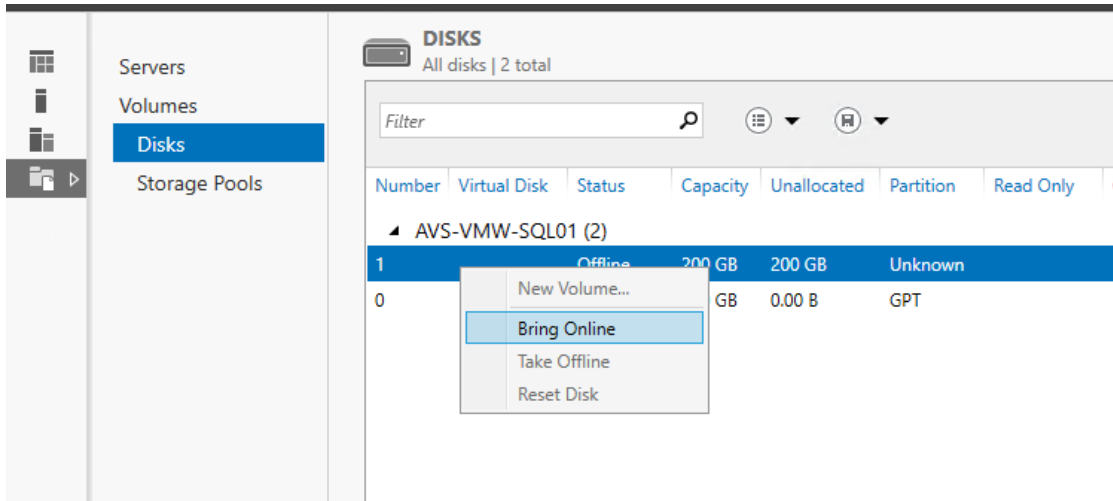 DISKS
All disks | 2 total
Servers
Volumes
Disks
Storage Pools
Filter
Number Virtual Disk Status Capacity Unallocated Partition Read Only
AVS-VMW-SQL01 (2)
1 Offline 200 GB 200 GB Unknown
0 GB 0.00 B GPT
New Volume...
Bring Online
Take Offline
Reset Disk